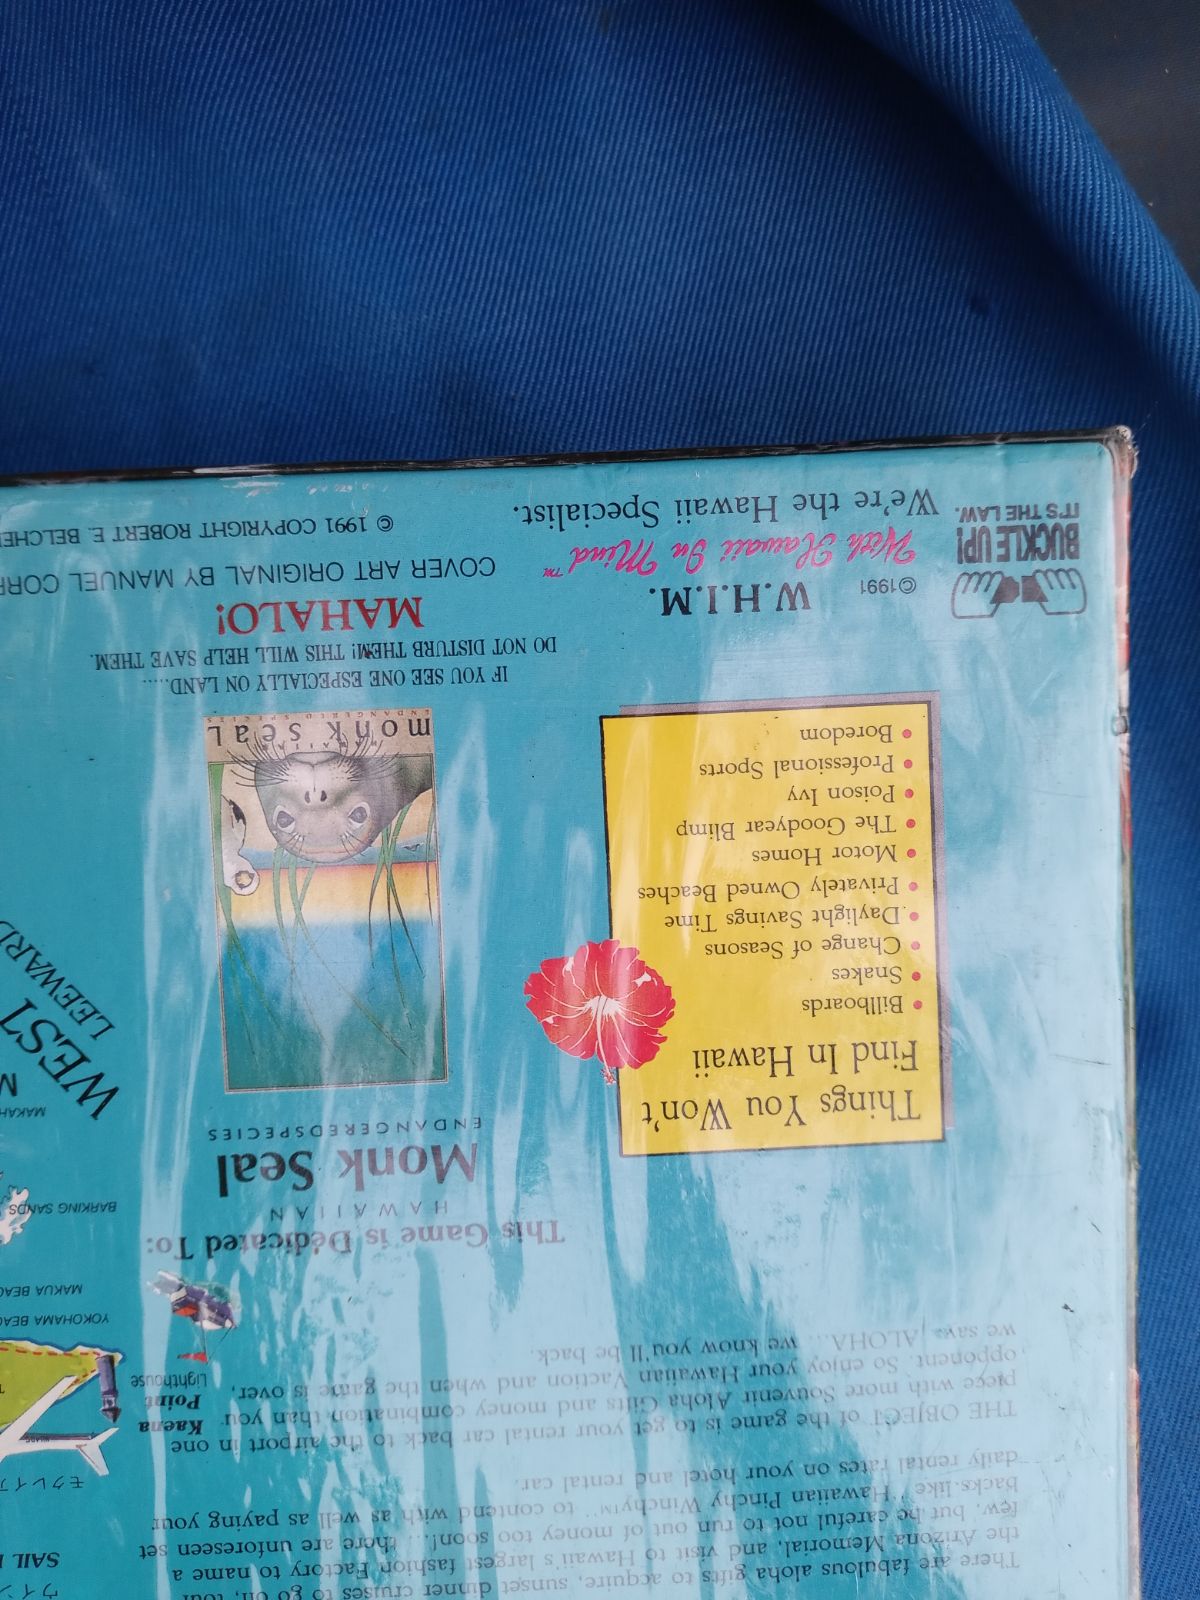 There are fabulous aloha gifts to acquire, sunset dinner cruises to go on, tour
the Arizona Memorial, and visit to Hawaii's largest fashion Factory to name a
few, but be careful not to run out of money too soon!... there are unforeseen set
backs like "Hawaiian Pinchy Winchy™" to contend with as well as paying your
daily rental rates on your hotel and rental car.
THE OBJECT of the game is to get your rental car back to the airport in one
piece with more Souvenir Aloha Gifts and money combination than your
opponent. So enjoy your Hawaiian Vaction and when the game is over,
we say, ALOHA... we know you'll be back.
SAIL
Kaena
Point
Lighthouse
YOKOHAMA BEAC
MAKUA BEAC
BARKING SANDS
MAKAH
M
WEST
LEEWARD
This Game is Dedicated To:
HAWAIIAN
Monk Seal
ENDANGERED SPECIES
Things You Won't
Find In Hawaii
• Billboards
• Snakes
• Change of Seasons
• Daylight Savings Time
• Privately Owned Beaches
• Motor Homes
• The Goodyear Blimp
• Poison Ivy
• Professional Sports
• Boredom
HAWAIIAN
monk seaL
ENDANGERED SPECIES
IF YOU SEE ONE ESPECIALLY ON LAND.....
DO NOT DISTURB THEM! THIS WILL HELP SAVE THEM.
MAHALO!
COVER ART ORIGINAL BY MANUEL CORP
© 1991 COPYRIGHT ROBERT E. BELCHER
BUCKLE UP!
IT'S THE LAW.
©1991
W.H.I.M.
With Hawaii In Mind™
We're the Hawaii Specialist.